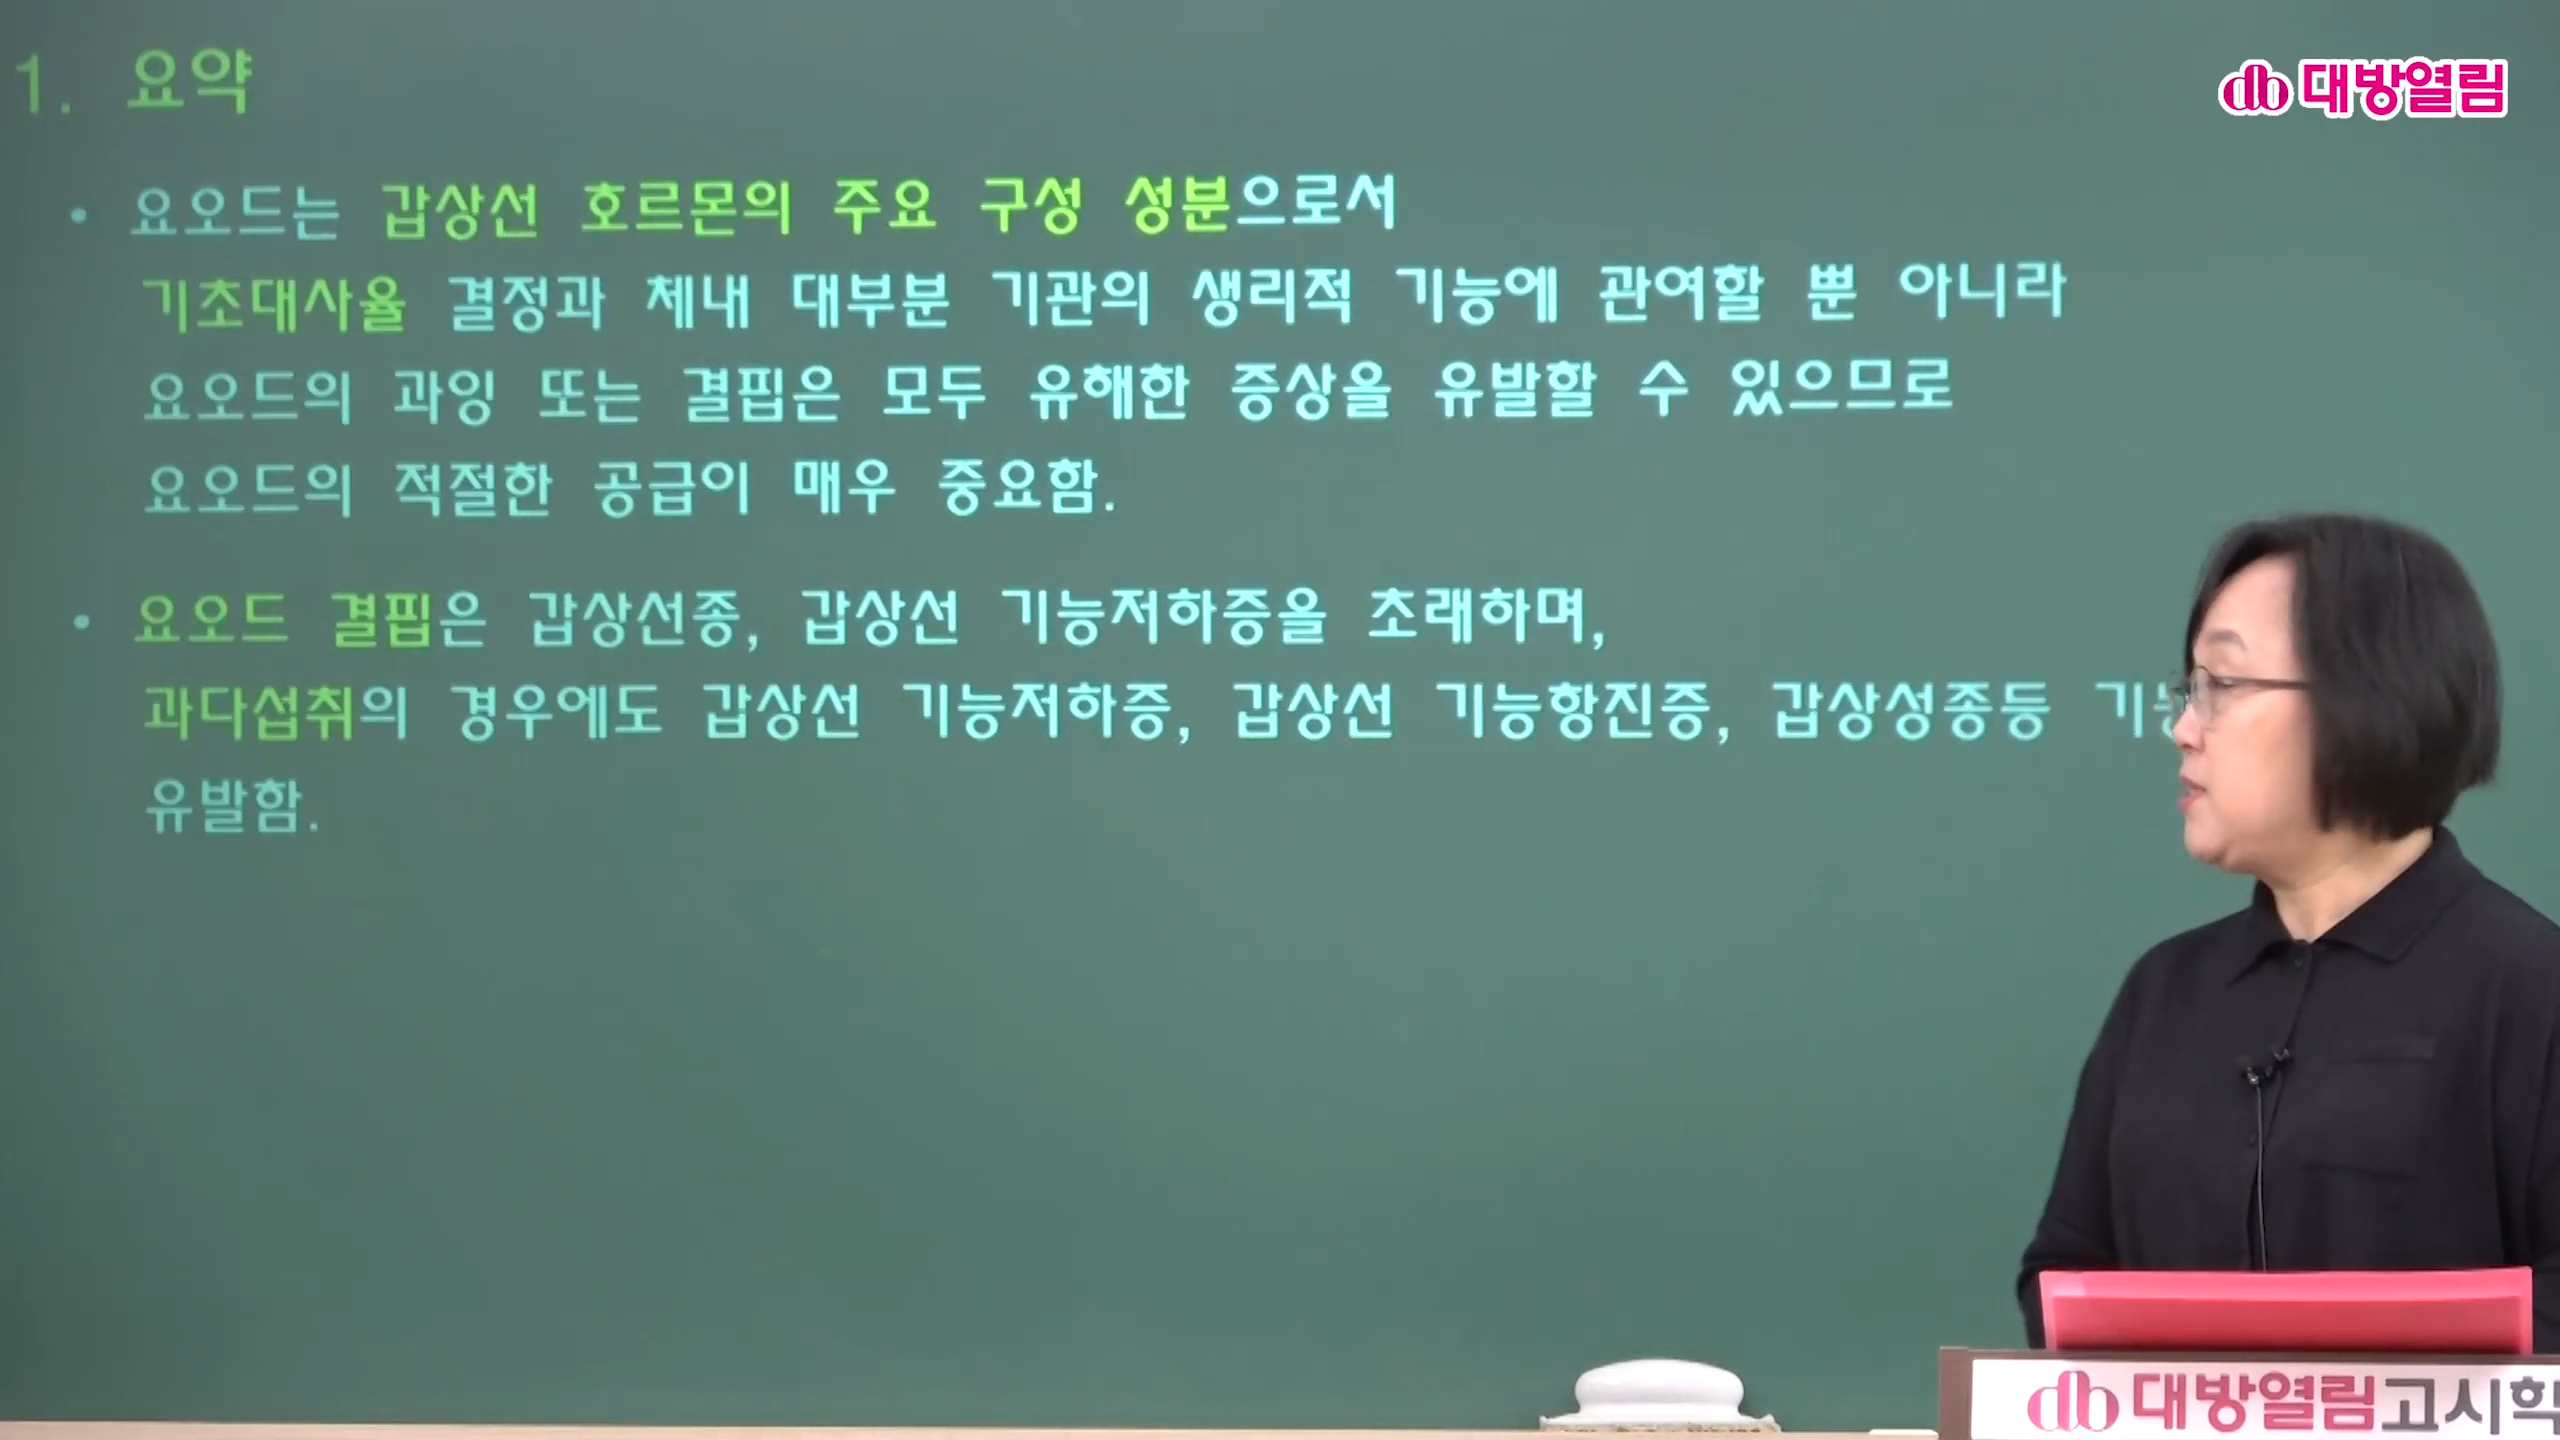 1. 요약
대방열림
• 요오드는 갑상선 호르몬의 주요 구성 성분으로서
기초대사율 결정과 체내 대부분 기관의 생리적 기능에 관여할 뿐 아니라
요오드의 과잉 또는 결핍은 모두 유해한 증상을 유발할 수 있으므로
요오드의 적절한 공급이 매우 중요함.
• 요오드 결핍은 갑상선종, 갑상선 기능저하증을 초래하며,
과다섭취의 경우에도 갑상선 기능저하증, 갑상선 기능항진증, 갑상성종등
유발함.
대방열림고시